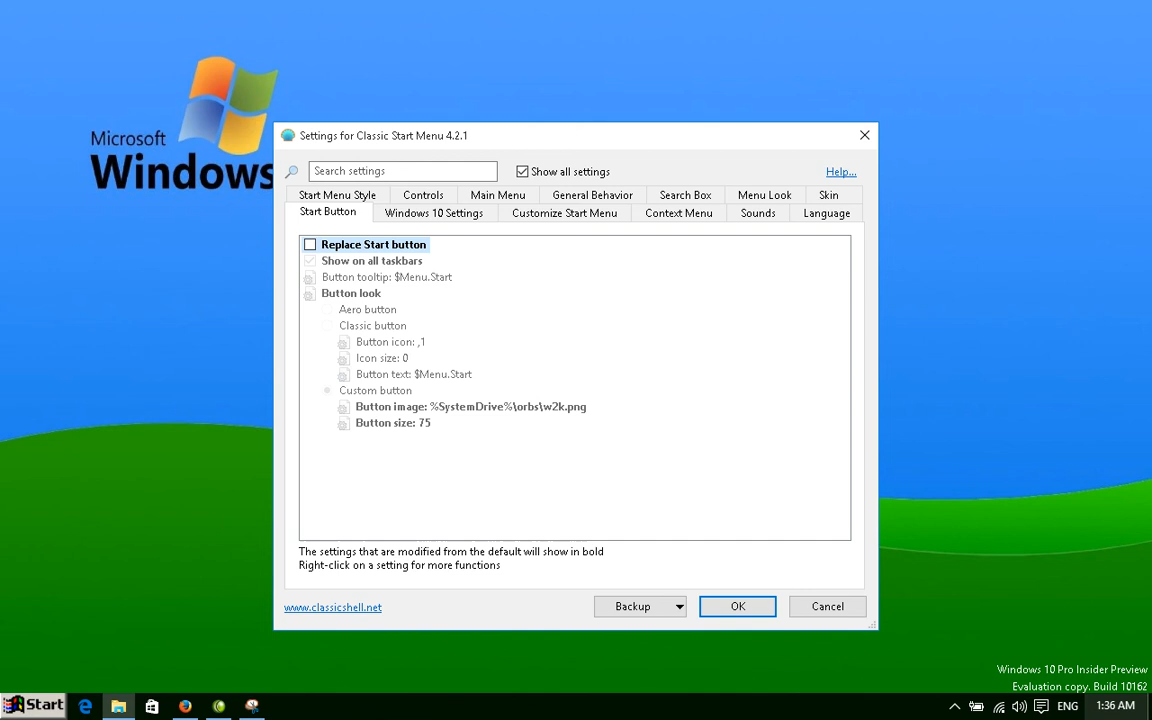 Microsoft
Windows
Settings for Classic Start Menu 4.2.1
Search settings
Show all settings
Help...
Start Menu Style
Controls
Main Menu
General Behavior
Search Box
Menu Look
Skin
Start Button
Windows 10 Settings
Customize Start Menu
Context Menu
Sounds
Language
Replace Start button
Show on all taskbars
Button tooltip: $Menu.Start
Button look
Aero button
Classic button
Button icon: ,1
Icon size: 0
Button text: $Menu.Start
Custom button
Button image: %SystemDrive%\orbs\w2k.png
Button size: 75
The settings that are modified from the default will show in bold
Right-click on a setting for more functions
www.classicshell.net
Backup
OK
Cancel
Windows 10 Pro Insider Preview
Evaluation copy. Build 10162
Start
ENG
1:36 AM